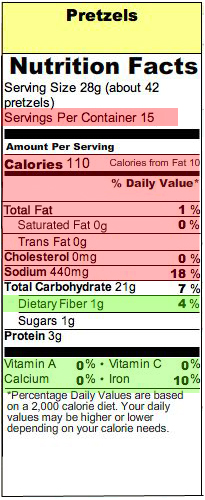 Pretzels
Nutrition Facts
Serving Size 28g (about 42
pretzels)
Servings Per Container 15
Amount Per Serving
Calories 110 Calories from Fat 10
% Daily Value*
Total Fat 1 %
Saturated Fat 0g 0 %
Trans Fat 0g
Cholesterol 0mg 0 %
Sodium 440mg 18 %
Total Carbohydrate 21g 7 %
Dietary Fiber 1g 4 %
Sugars 1g
Protein 3g
Vitamin A 0% • Vitamin C 0%
Calcium 0% • Iron 10%
*Percentage Daily Values are based
on a 2,000 calorie diet. Your daily
values may be higher or lower
depending on your calorie needs.